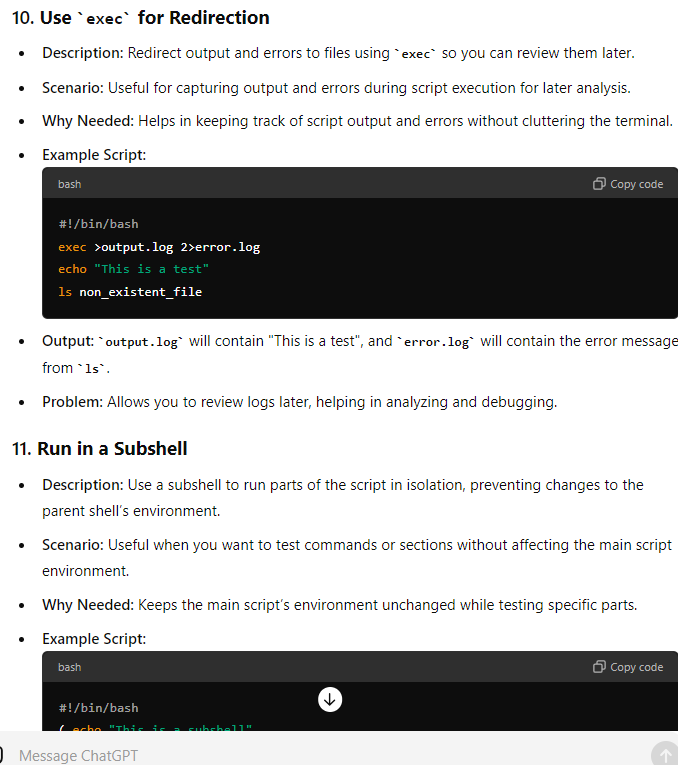 10. Use `exec` for Redirection
• Description: Redirect output and errors to files using `exec` so you can review them later.
• Scenario: Useful for capturing output and errors during script execution for later analysis.
• Why Needed: Helps in keeping track of script output and errors without cluttering the terminal.
• Example Script:
bash Copy code
#!/bin/bash
exec >output.log 2>error.log
echo "This is a test"
ls non_existent_file
• Output: `output.log` will contain "This is a test", and `error.log` will contain the error message
from `ls`.
• Problem: Allows you to review logs later, helping in analyzing and debugging.
11. Run in a Subshell
• Description: Use a subshell to run parts of the script in isolation, preventing changes to the
parent shell’s environment.
• Scenario: Useful when you want to test commands or sections without affecting the main script
environment.
• Why Needed: Keeps the main script’s environment unchanged while testing specific parts.
• Example Script:
bash Copy code
#!/bin/bash
( echo "This is a subshell"
Message ChatGPT